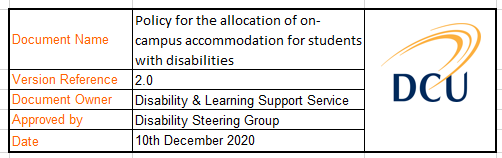 Document Name
Policy for the allocation of on-
campus accommodation for students
with disabilities
Version Reference 2.0
Document Owner Disability & Learning Support Service
Approved by Disability Steering Group
Date 10th December 2020
DCU